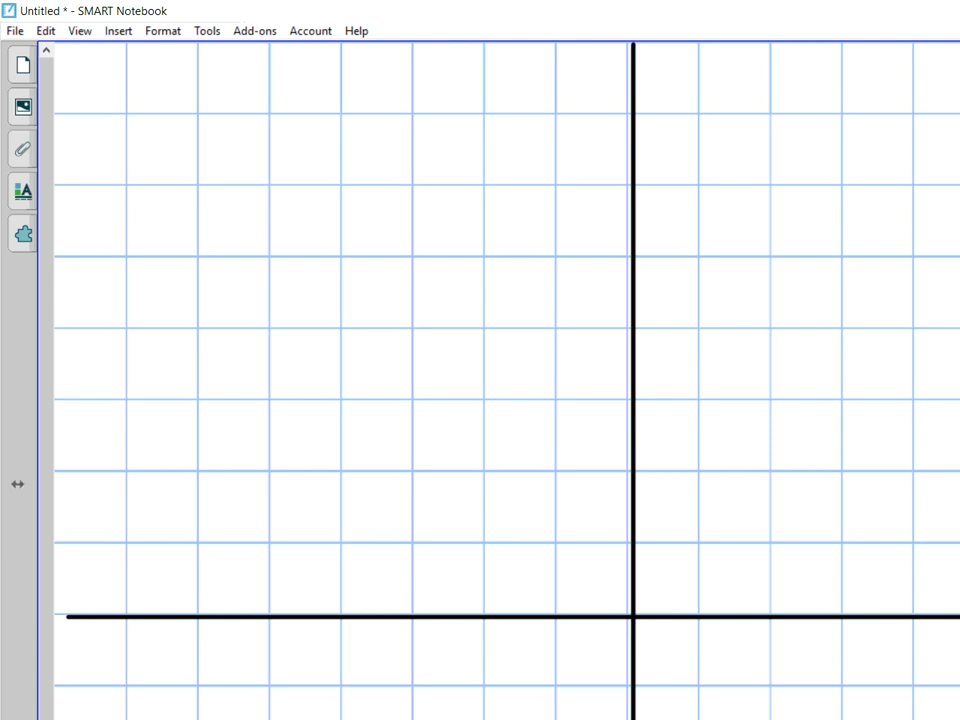 Untitled * - SMART Notebook
File Edit View Insert Format Tools Add-ons Account Help